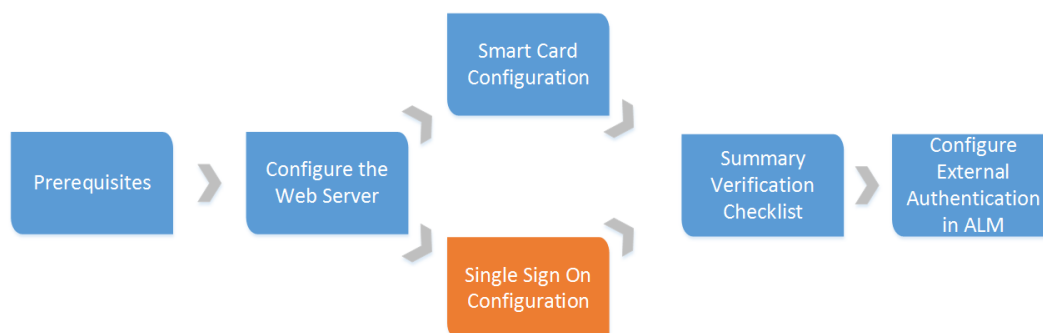 Smart Card
Configuration
Prerequisites
Configure the
Web Server
Single Sign On
Configuration
Summary
Verification
Checklist
Configure
External
Authentication
in ALM